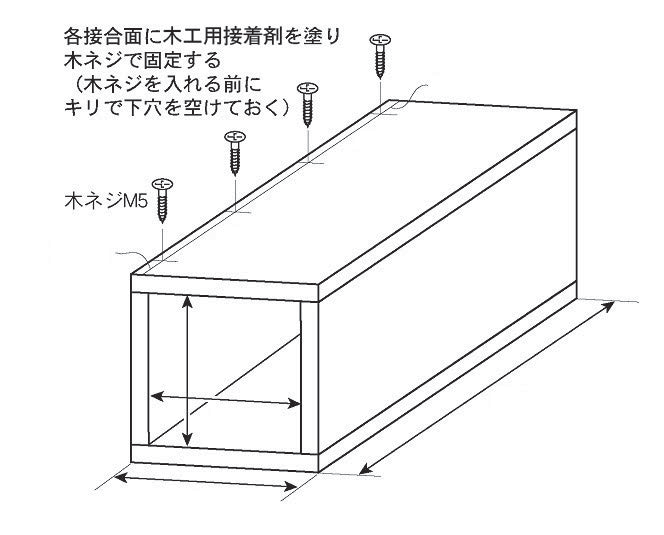 各接合面に木工用接着剤を塗り
木ネジで固定する
（木ネジを入れる前に
キリで下穴を空けておく）
木ネジM5